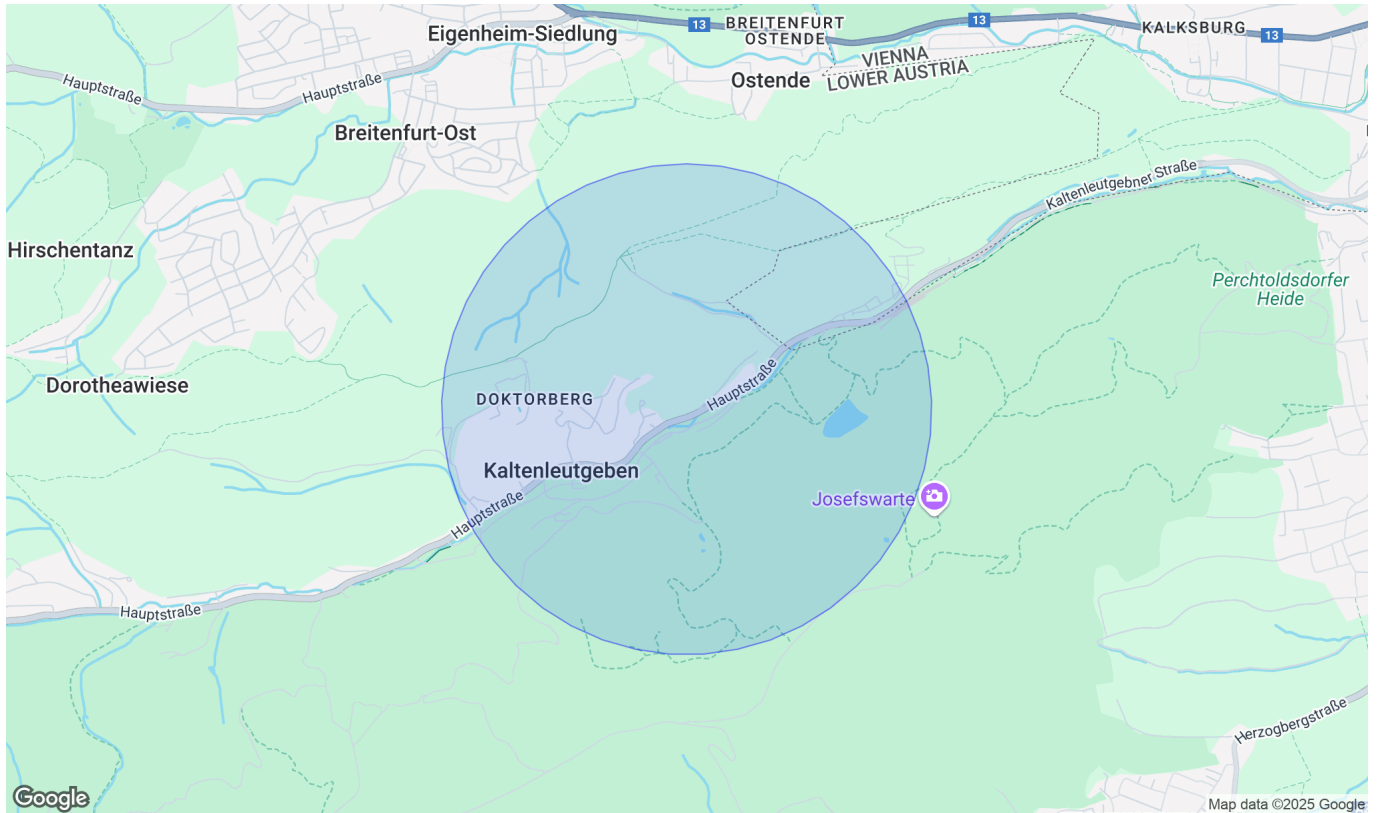 13
BREITENFURT
OSTENDE
13
KALKSBURG
13
Eigenheim-Siedlung
VIENNA
LOWER AUSTRIA
Ostende
Hauptstraße
Hauptstraße
Breitenfurt-Ost
Kaltenleutgebner Straße
Hirschentanz
Perchtoldsdorfer
Heide
Dorotheawiese
DOKTORBERG
Hauptstraße
Kaltenleutgeben
Hauptstraße
Josefswarte
Hauptstraße
Herzogbergstraße
Google
Map data ©2025 Google